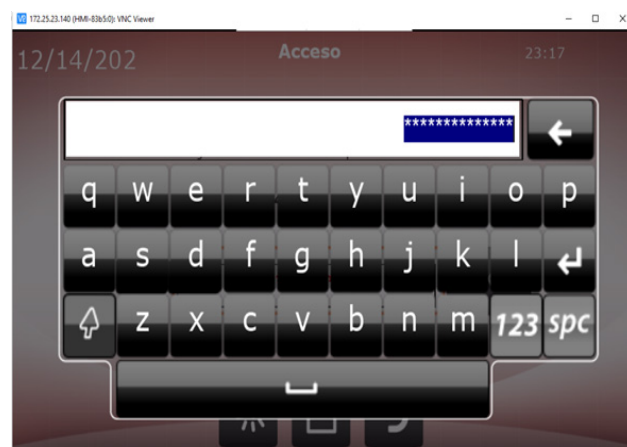 172.25.23.140 (HMI-83b5:0): VNC Viewer
12/14/202
Acceso
23:17
**************
q w e r t y u i o p
a s d f g h j k l
z x c v b n m 123 spc